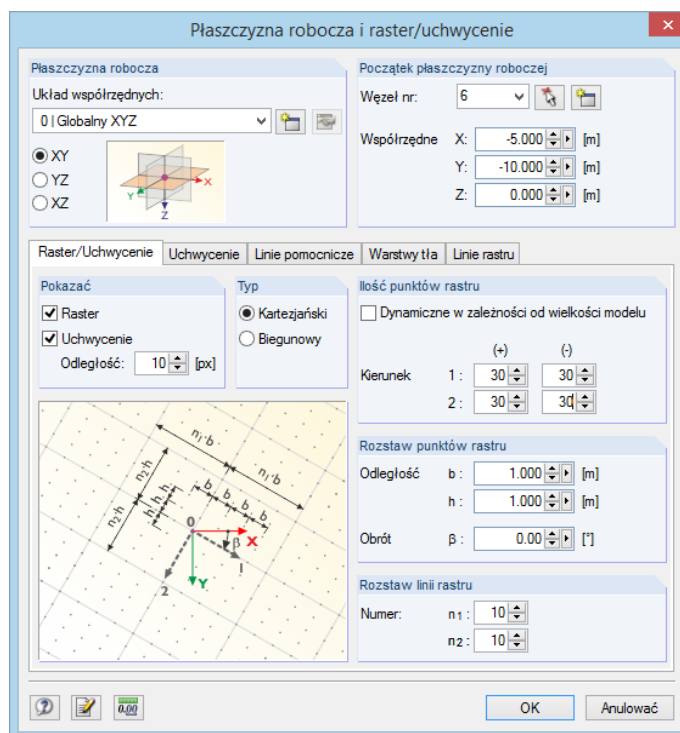 Płaszczyzna robocza i raster/uchwycenie
Płaszczyzna robocza
Układ współrzędnych:
0 | Globalny XYZ
XY
YZ
XZ
X
Y
Z
Początek płaszczyzny roboczej
Węzeł nr: 6
Współrzędne X: -5.000 [m]
Y: -10.000 [m]
Z: 0.000 [m]
Raster/Uchwycenie Uchwycenie Linie pomocnicze Warstwy tła Linie rastru
Pokazać
Raster
Uchwycenie
Odległość: 10 [px]
Typ
Kartezjański
Biegunowy
Ilość punktów rastru
Dynamiczne w zależności od wielkości modelu
(+) (-)
Kierunek 1 : 30 30
2 : 30 30
n₁·b
n₂·h n₁·b
h b
h b
n₂·h h b b
0
β X
1
2 Y
Rozstaw punktów rastru
Odległość b : 1.000 [m]
h : 1.000 [m]
Obrót β : 0.00 [°]
Rozstaw linii rastru
Numer: n1 : 10
n2 : 10
0.00
OK Anulować